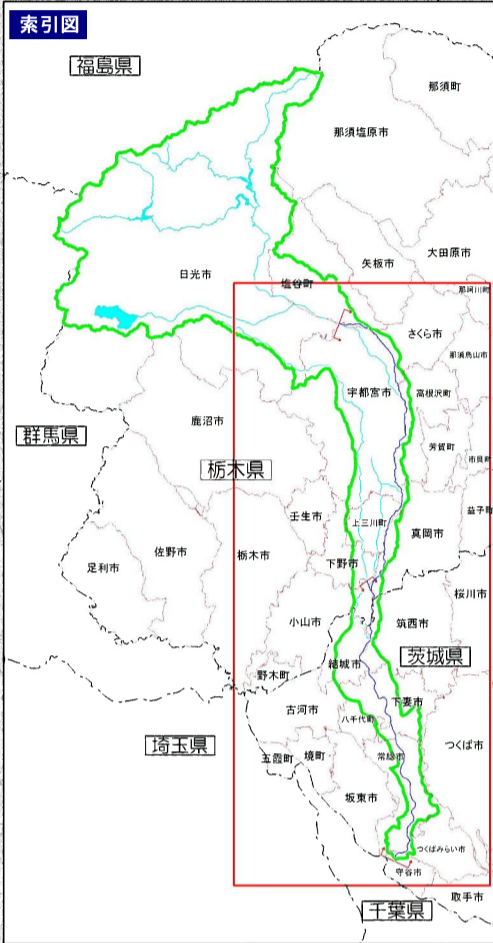 索引図
福島県
那須町
那須塩原市
大田原市
矢板市
日光市
塩谷町
那珂川町
さくら市
那須烏山市
宇都宮市
高根沢町
鹿沼市
群馬県
芳賀町
市貝町
栃木県
益子町
壬生市
上三川町
真岡市
佐野市
栃木市
下野市
足利市
桜川市
小山市
筑西市
茨城県
結城市
野木町
下妻市
古河市
八千代町
つくば市
埼玉県
五霞町
境町
常総市
坂東市
つくばみらい市
守谷市
取手市
千葉県